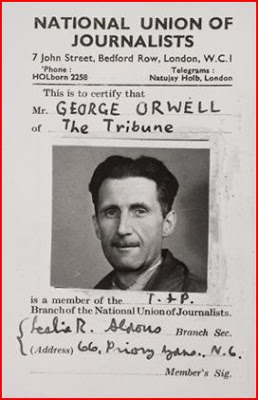 NATIONAL UNION OF
JOURNALISTS
7 John Street, Bedford Row, London, W.C.1
'Phone : Telegrams :
HOLborn 2258 Natujay Holb, London
This is to certify that
Mr. GEORGE ORWELL
of The Tribune
is a member of the T. & P.
Branch of the National Union of Journalists.
Leslie R. Aldous Branch Sec.
(Address) 66, Priory Gdns., N.6.
Member's Sig.